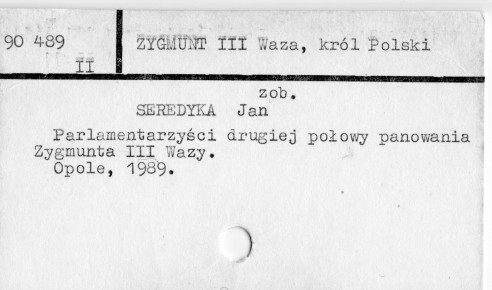 90 489
II
ZYGMUNT III Waza, król Polski
zob.
SEREDYKA Jan
Parlamentarzyści drugiej połowy panowania
Zygmunta III Wazy.
Opole, 1989.